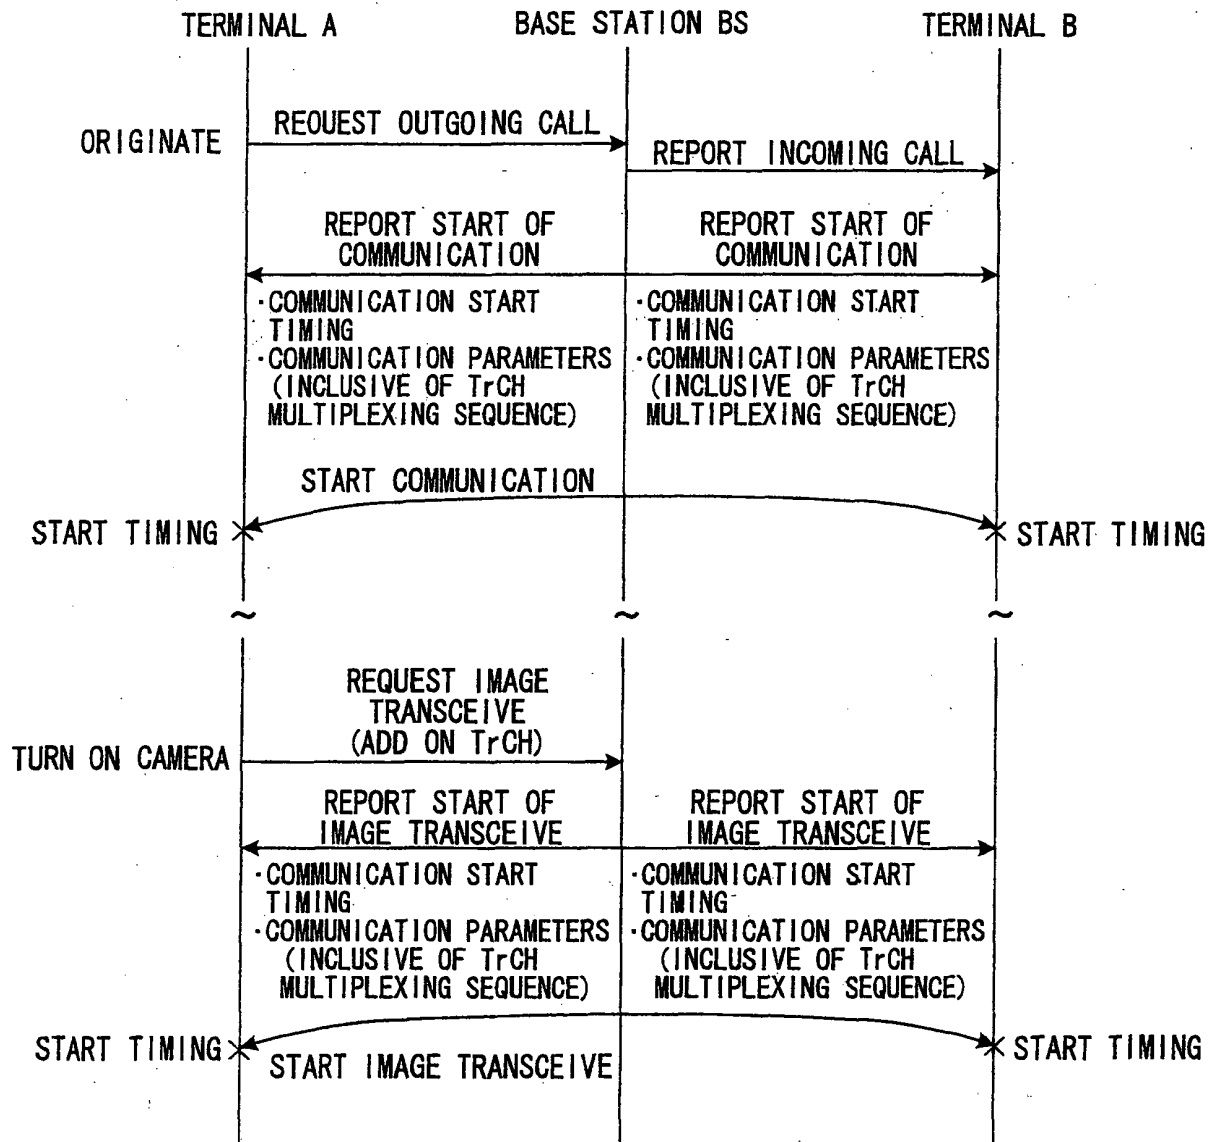 TERMINAL A
BASE STATION BS
TERMINAL B
ORIGINATE
REQUEST OUTGOING CALL
REPORT INCOMING CALL
REPORT START OF
COMMUNICATION
REPORT START OF
COMMUNICATION
·COMMUNICATION START
TIMING
·COMMUNICATION PARAMETERS
(INCLUSIVE OF TrCH
MULTIPLEXING SEQUENCE)
·COMMUNICATION START
TIMING
·COMMUNICATION PARAMETERS
(INCLUSIVE OF TrCH
MULTIPLEXING SEQUENCE)
START COMMUNICATION
START TIMING
START TIMING
REQUEST IMAGE
TRANSCEIVE
(ADD ON TrCH)
TURN ON CAMERA
REPORT START OF
IMAGE TRANSCEIVE
REPORT START OF
IMAGE TRANSCEIVE
·COMMUNICATION START
TIMING
·COMMUNICATION PARAMETERS
(INCLUSIVE OF TrCH
MULTIPLEXING SEQUENCE)
·COMMUNICATION START
TIMING
·COMMUNICATION PARAMETERS
(INCLUSIVE OF TrCH
MULTIPLEXING SEQUENCE)
START TIMING
START IMAGE TRANSCEIVE
START TIMING